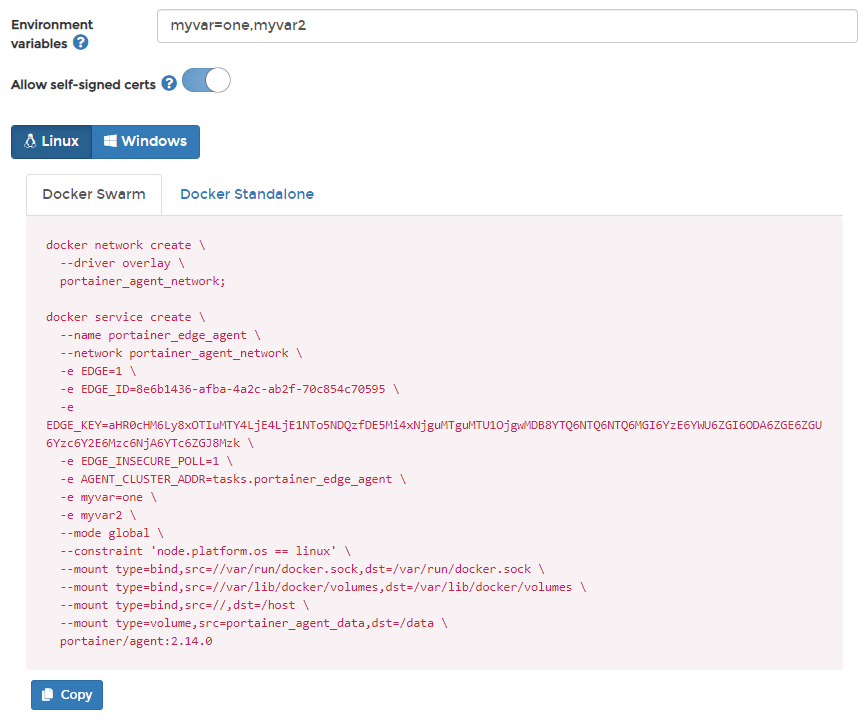 Environment
variables ?
myvar=one,myvar2
Allow self-signed certs ?
Linux Windows
Docker Swarm Docker Standalone
docker network create \
--driver overlay \
portainer_agent_network;
docker service create \
--name portainer_edge_agent \
--network portainer_agent_network \
-e EDGE=1 \
-e EDGE_ID=8e6b1436-afba-4a2c-ab2f-70c854c70595 \
-e
EDGE_KEY=aHR0cHM6Ly8xOTIuMTY4LjE4LjE1NTo5NDQzfDE5Mi4xNjguMTguMTU1OjgwMDB8YTQ6NTQ6NTQ6MGI6YzE6YWU6ZGI6ODA6ZGE6ZGU
6Yzc6Y2E6Mzc6NjA6YTc6ZGJ8Mzk \
-e EDGE_INSECURE_POLL=1 \
-e AGENT_CLUSTER_ADDR=tasks.portainer_edge_agent \
-e myvar=one \
-e myvar2 \
--mode global \
--constraint 'node.platform.os == linux' \
--mount type=bind,src=//var/run/docker.sock,dst=/var/run/docker.sock \
--mount type=bind,src=//var/lib/docker/volumes,dst=/var/lib/docker/volumes \
--mount type=bind,src=//,dst=/host \
--mount type=volume,src=portainer_agent_data,dst=/data \
portainer/agent:2.14.0
Copy